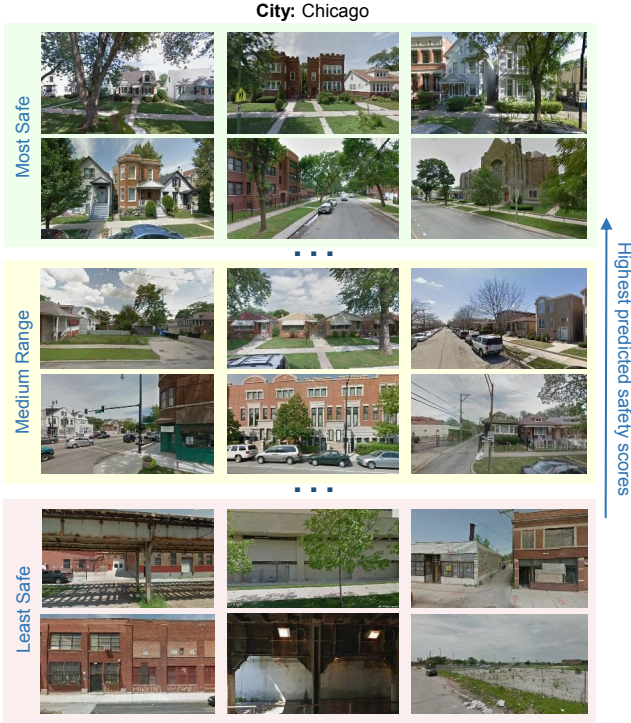 City: Chicago
Most Safe
. . .
Medium Range
. . .
Least Safe
Highest predicted safety scores